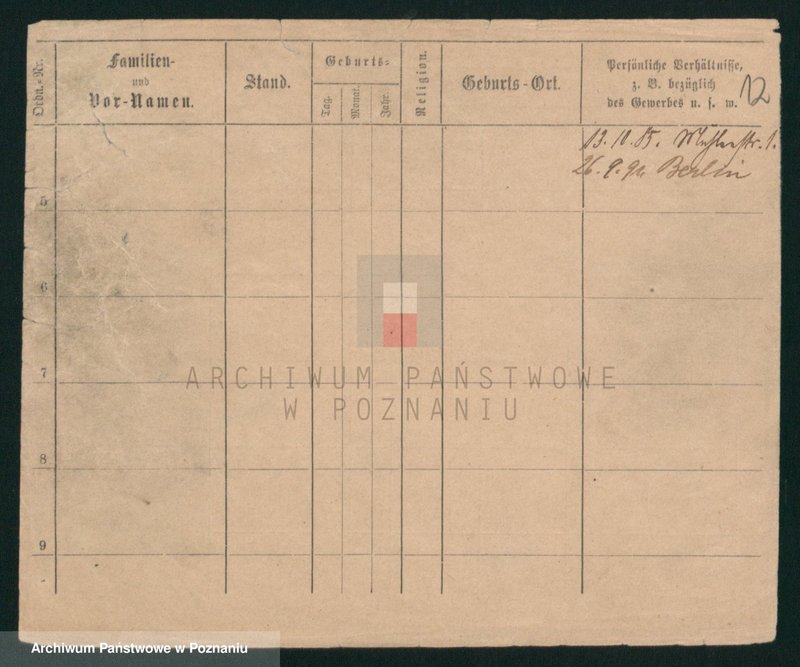 Ordn.-Nr.
Familien-
und
Vor-Namen.
Stand.
Geburts-
Tag.
Monat.
Jahr.
Religion.
Geburts-Ort.
Persönliche Verhältniße,
z. B. bezüglich
des Gewerbes u. s. w.
12
13. 10. 85.
26. 9. 9 Berlin
5
6
7
8
9
ARCHIWUM PAŃSTWOWE
W POZNANIU
Archiwum Państwowe w Poznaniu